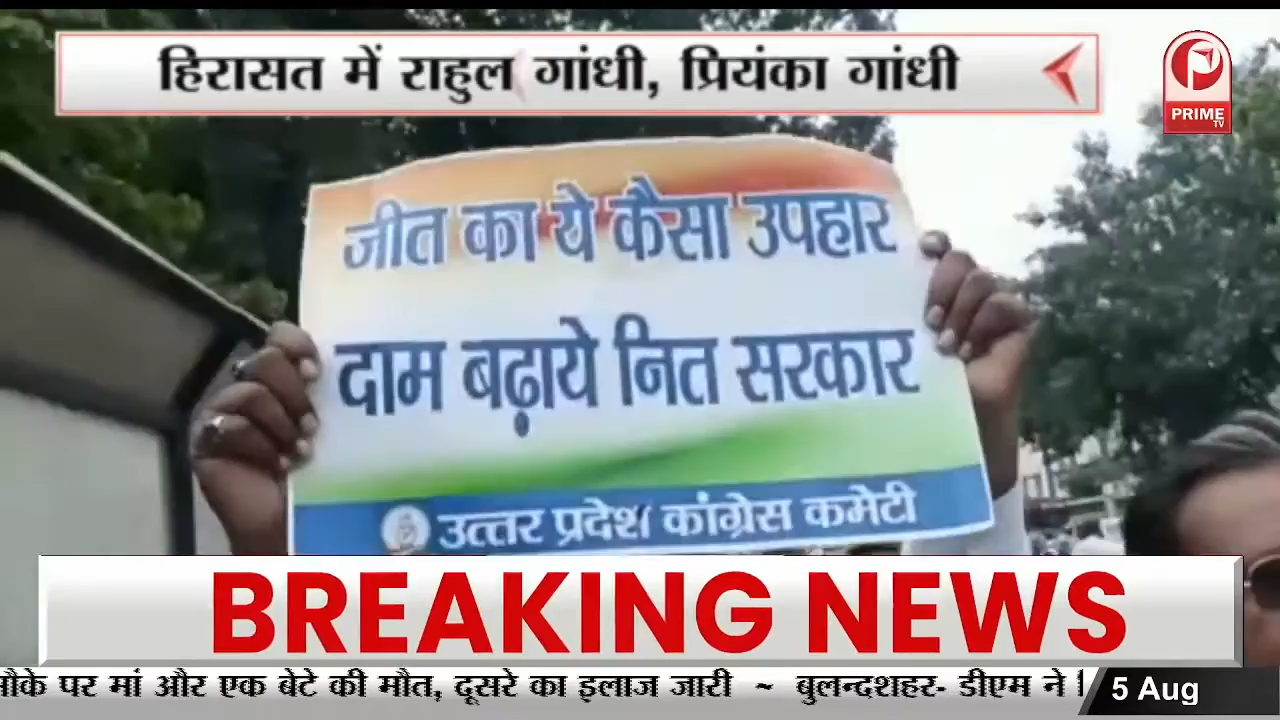 हिरासत में राहुल गांधी, प्रियंका गांधी
PRIME
TV
जीत का ये कैसा उपहार
दाम बढ़ाये नित सरकार
उत्तर प्रदेश कांग्रेस कमेटी
BREAKING NEWS
पर मां और एक बेटे की मौत, दूसरे का इलाज जारी ~ बुलन्दशहर- डीएम ने
5 Aug